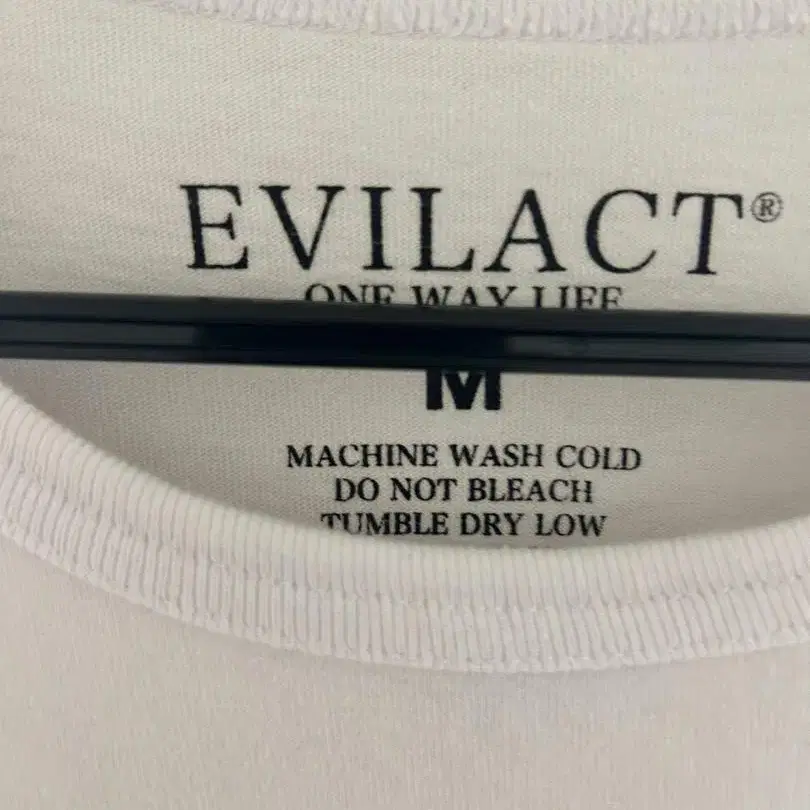 EVILACT®
ONE WAY LIFE
M
MACHINE WASH COLD
DO NOT BLEACH
TUMBLE DRY LOW